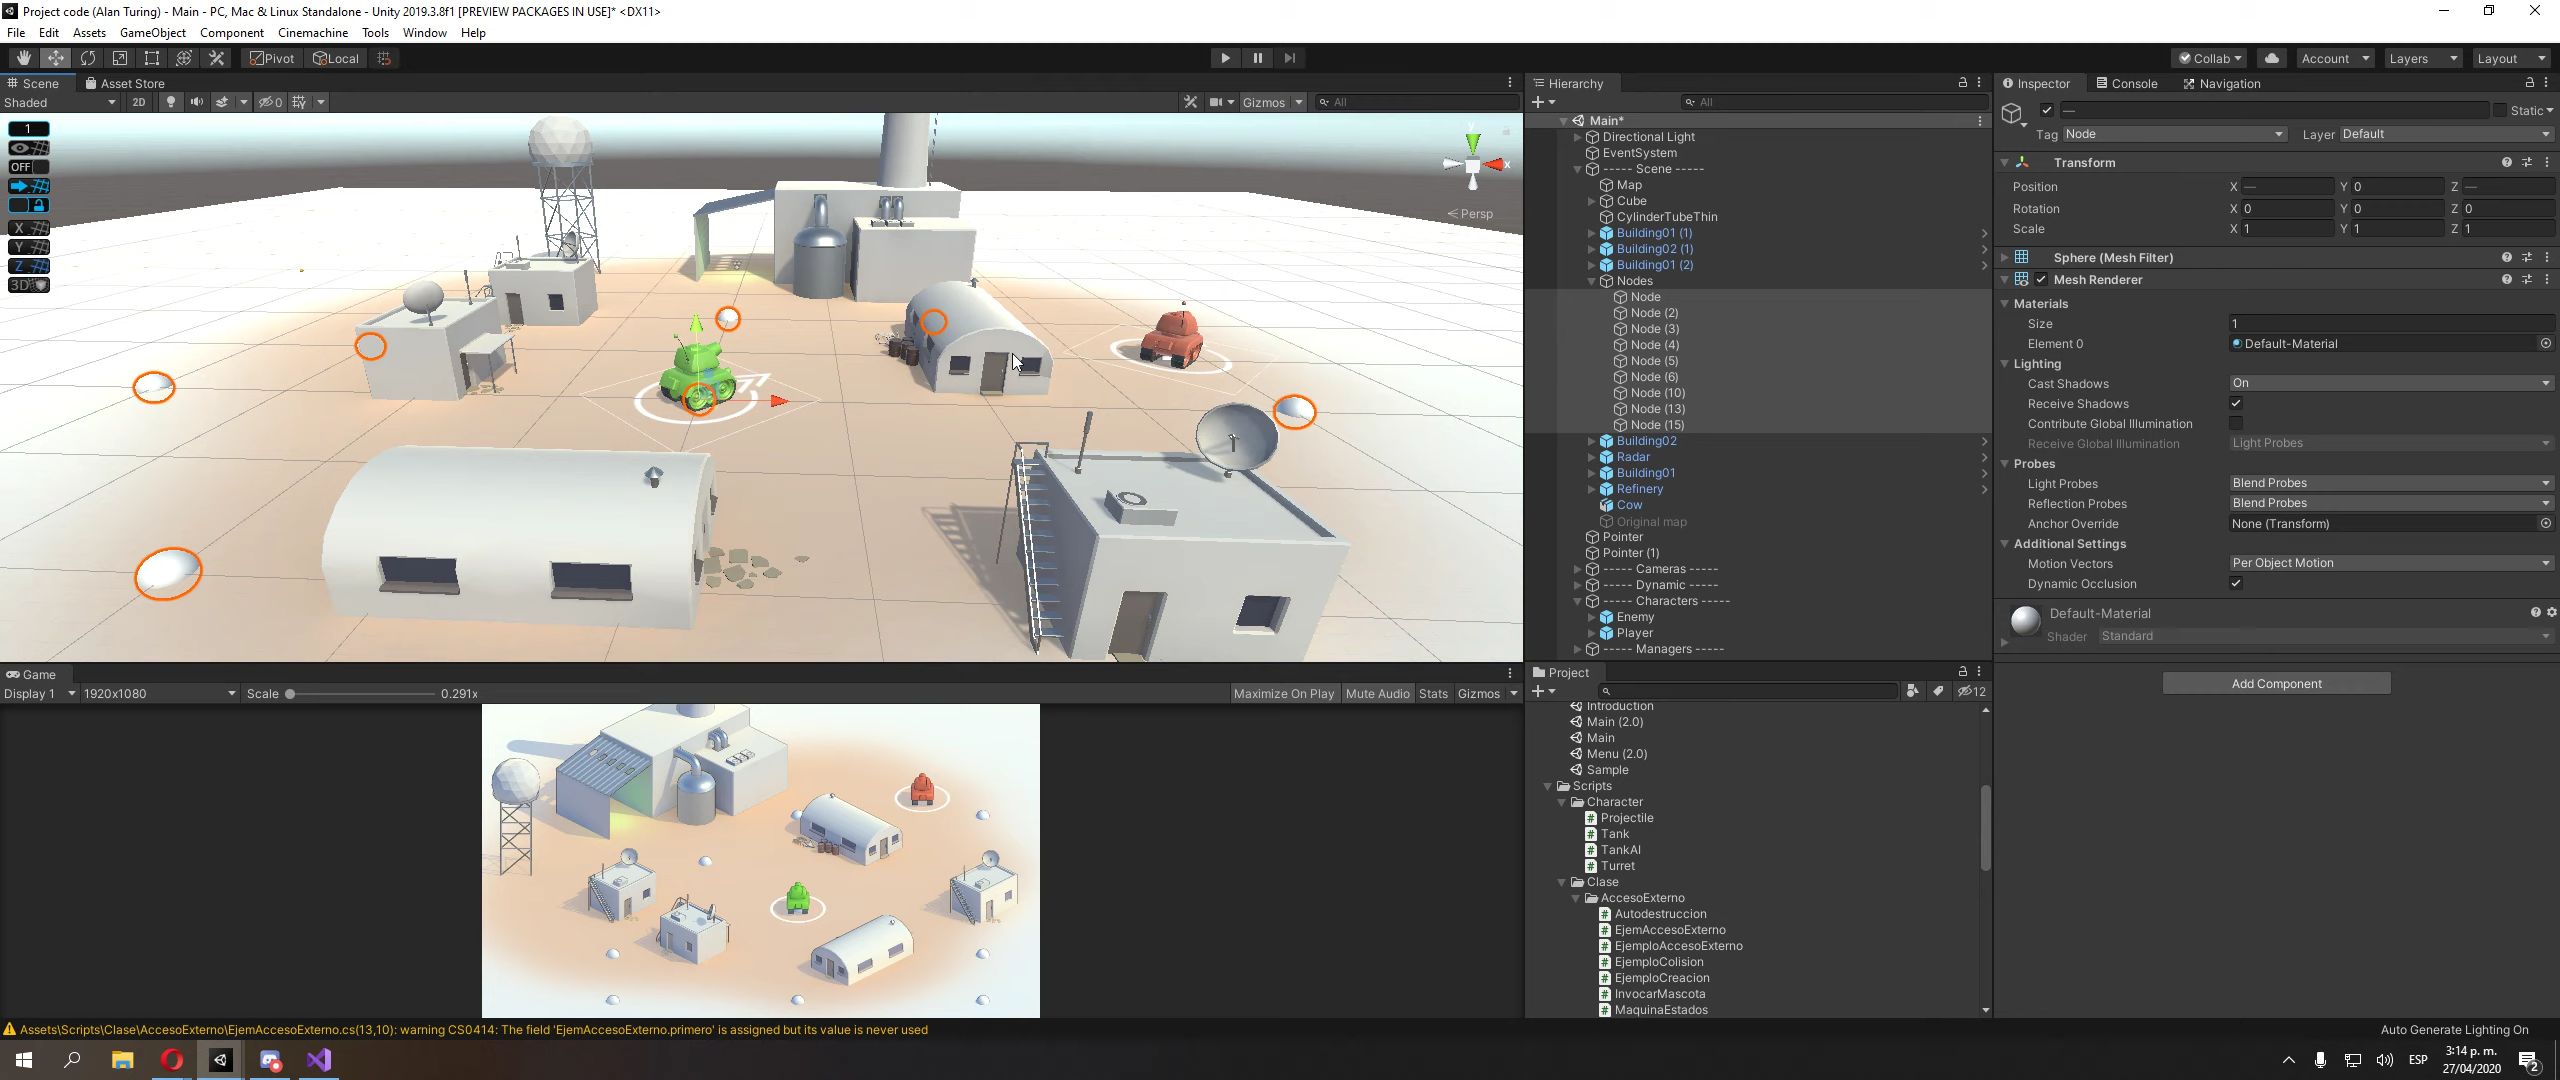 Project code (Alan Turing) - Main - PC, Mac & Linux Standalone - Unity 2019.3.8f1 [PREVIEW PACKAGES IN USE]* <DX11>
File Edit Assets GameObject Component Cinemachine Tools Window Help
Pivot Local Collab Account Layers Layout
Scene Asset Store
Shaded 2D 0 Gizmos All
1
OFF
X
Y
Z
3D
y
x
Persp
Hierarchy
All
Main*
Directional Light
EventSystem
----- Scene -----
Map
Cube
CylinderTubeThin
Building01 (1)
Building02 (1)
Building01 (2)
Nodes
Node
Node (2)
Node (3)
Node (4)
Node (5)
Node (6)
Node (10)
Node (13)
Node (15)
Building02
Radar
Building01
Refinery
Cow
Original map
Pointer
Pointer (1)
----- Cameras -----
----- Dynamic -----
----- Characters -----
Enemy
Player
----- Managers -----
Inspector Console Navigation
— Static
Tag Node Layer Default
Transform
Position X — Y 0 Z —
Rotation X 0 Y 0 Z 0
Scale X 1 Y 1 Z 1
Sphere (Mesh Filter)
Mesh Renderer
Materials
Size 1
Element 0 Default-Material
Lighting
Cast Shadows On
Receive Shadows
Contribute Global Illumination
Receive Global Illumination Light Probes
Probes
Light Probes Blend Probes
Reflection Probes Blend Probes
Anchor Override None (Transform)
Additional Settings
Motion Vectors Per Object Motion
Dynamic Occlusion
Default-Material
Shader Standard
Add Component
Game
Display 1 1920x1080 Scale 0.291x Maximize On Play Mute Audio Stats Gizmos
Project
12
Introduction
Main (2.0)
Main
Menu (2.0)
Sample
Scripts
Character
Projectile
Tank
TankAI
Turret
Clase
AccesoExterno
Autodestruccion
EjemAccesoExterno
EjemploAccesoExterno
EjemploColision
EjemploCreacion
InvocarMascota
MaquinaEstados
Assets\Scripts\Clase\AccesoExterno\EjemAccesoExterno.cs(13,10): warning CS0414: The field 'EjemAccesoExterno.primero' is assigned but its value is never used
Auto Generate Lighting On
ESP 3:14 p. m.
27/04/2020
2